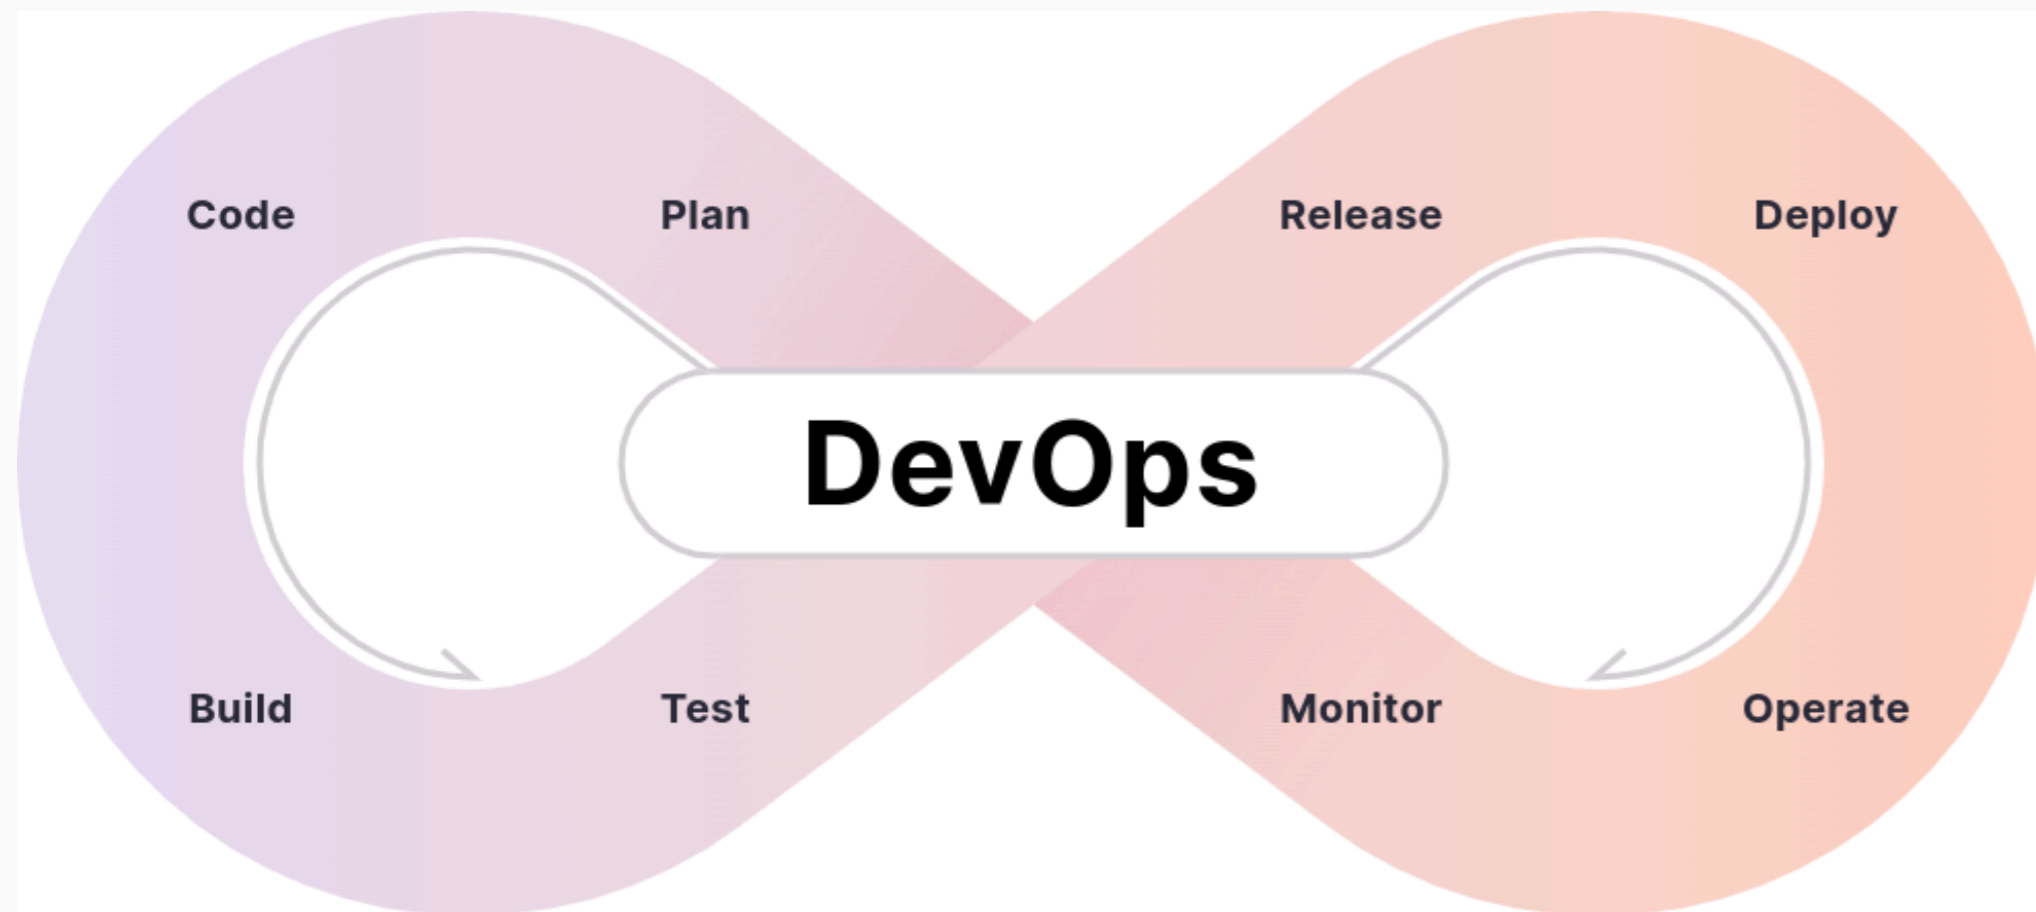 Code
Plan
Release
Deploy
DevOps
Build
Test
Monitor
Operate